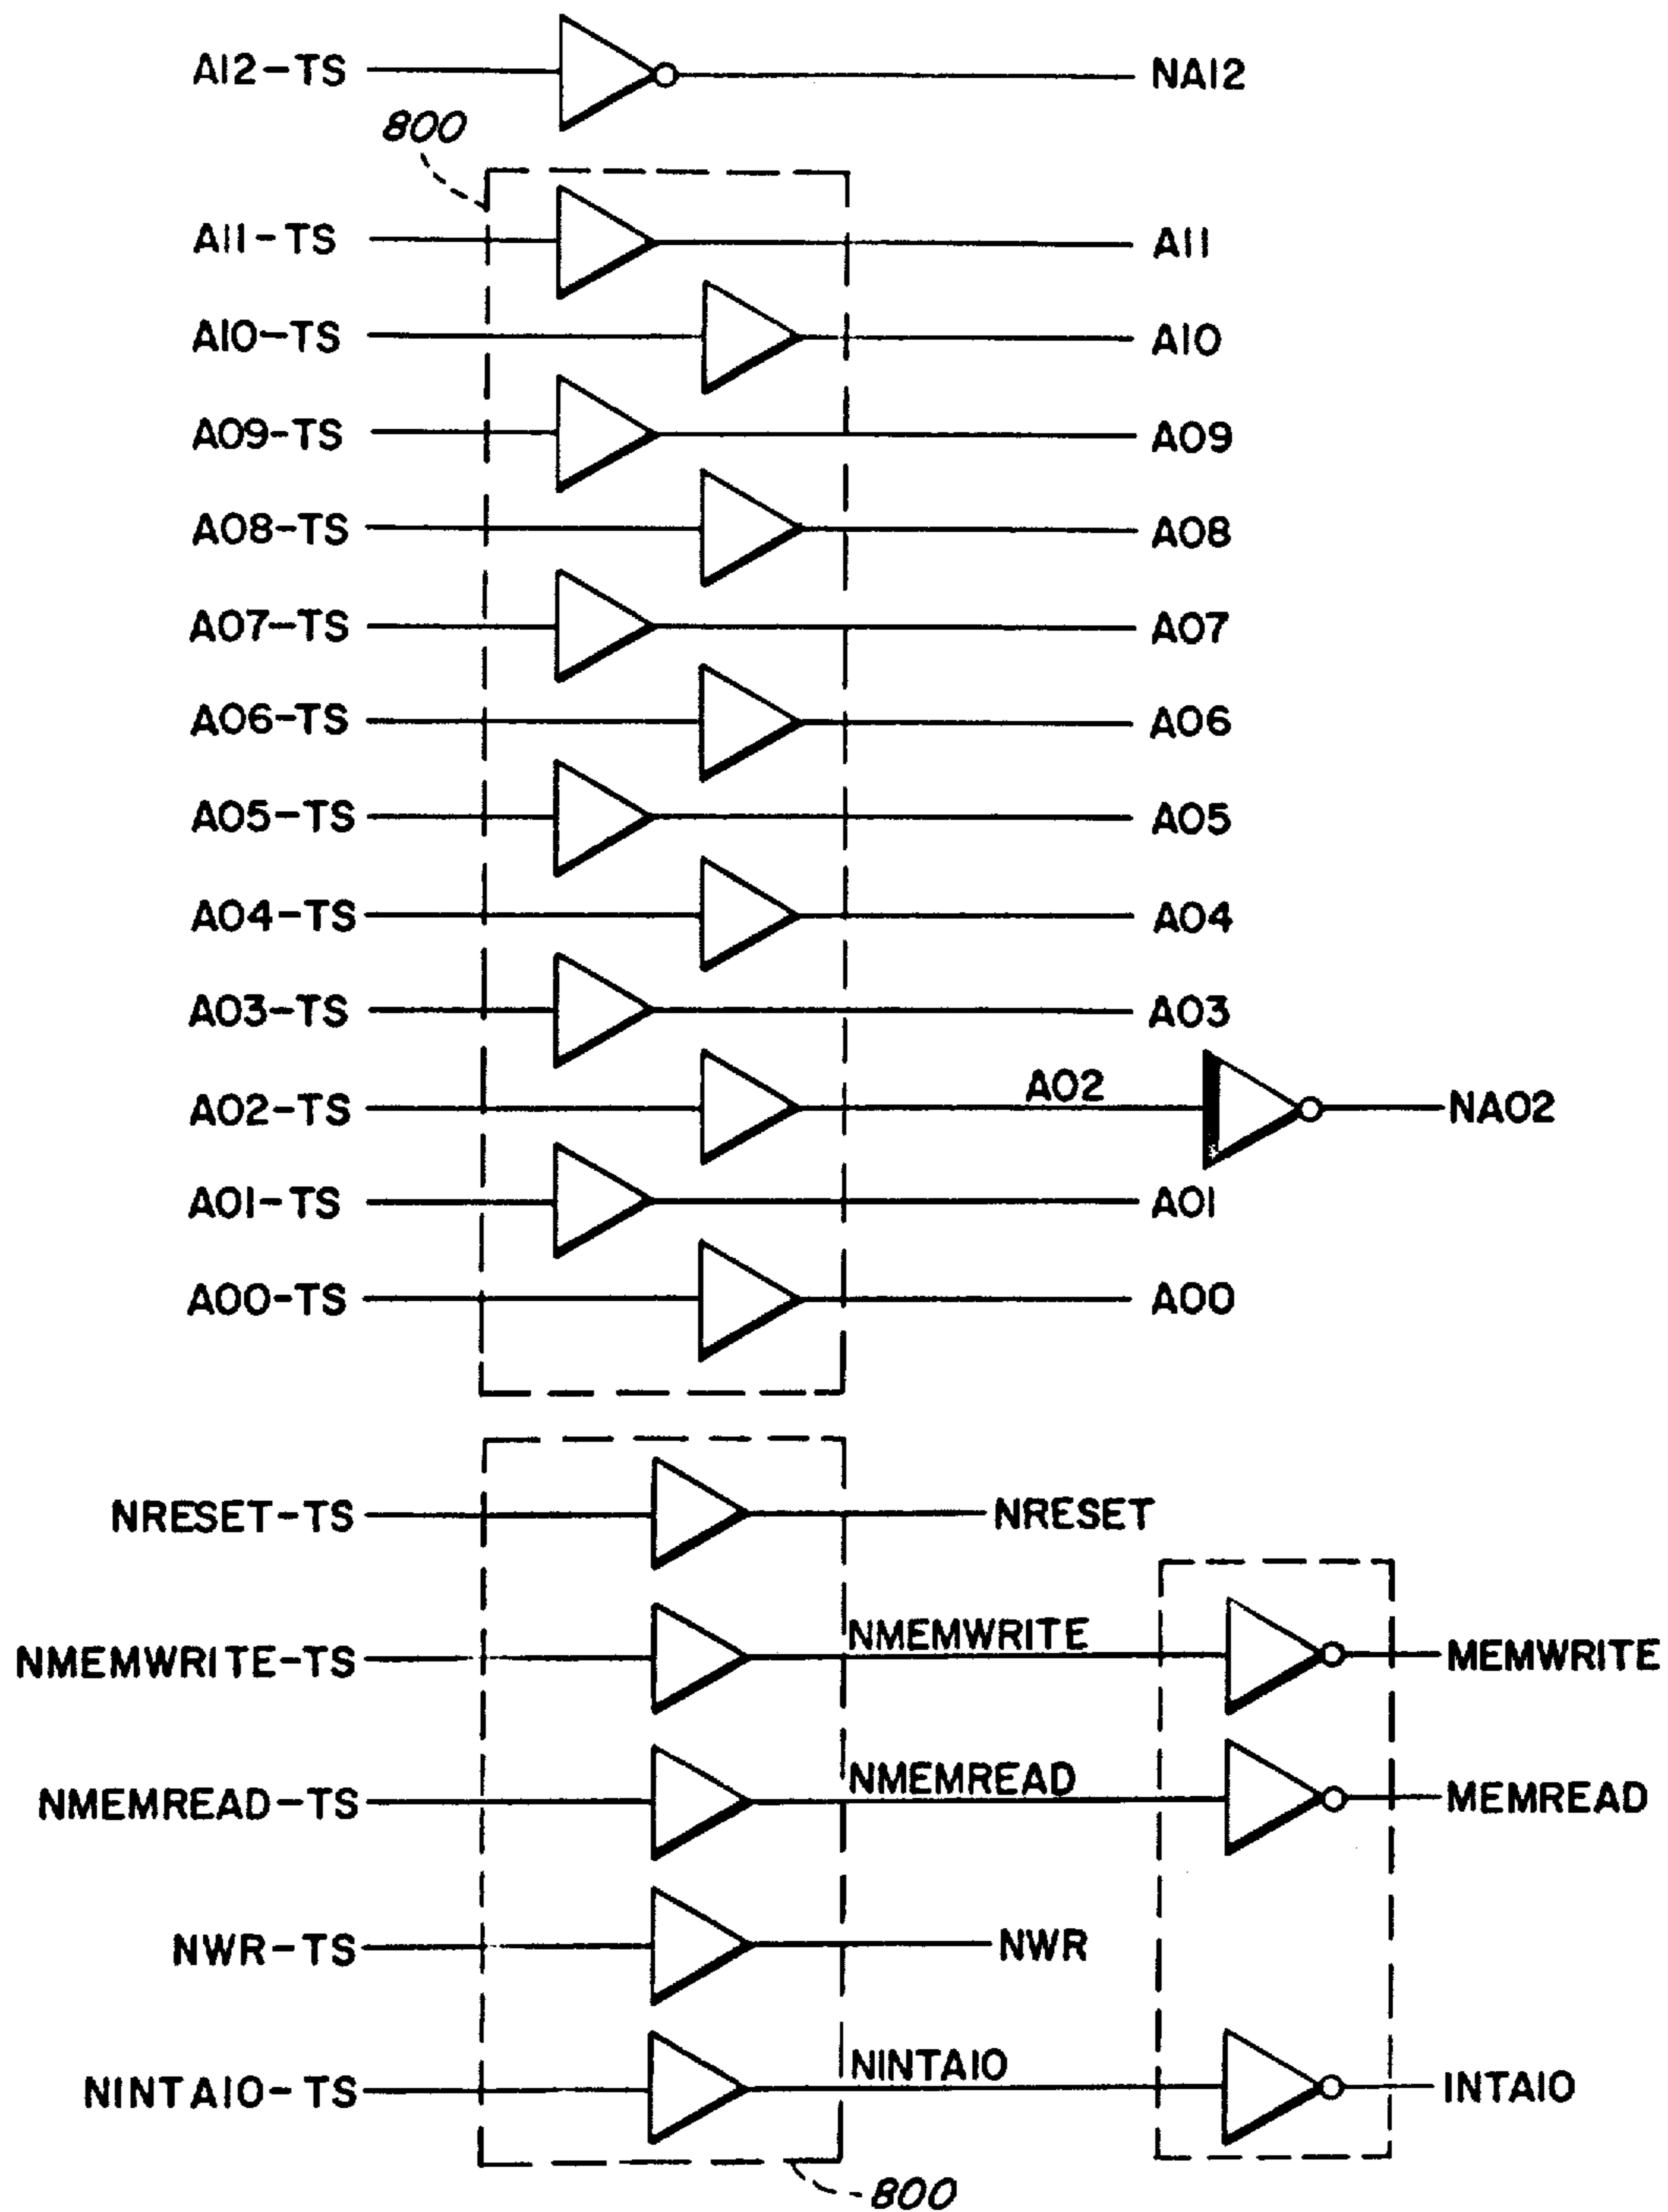 A12-TS NA12
800
A11-TS A11
A10-TS A10
A09-TS A09
A08-TS A08
A07-TS A07
A06-TS A06
A05-TS A05
A04-TS A04
A03-TS A03
A02-TS A02 NA02
A01-TS A01
A00-TS A00
NRESET-TS NRESET
NMEMWRITE-TS NMEMWRITE MEMWRITE
NMEMREAD-TS NMEMREAD MEMREAD
NWR-TS NWR
NINTAIO-TS NINTAIO INTAIO
800